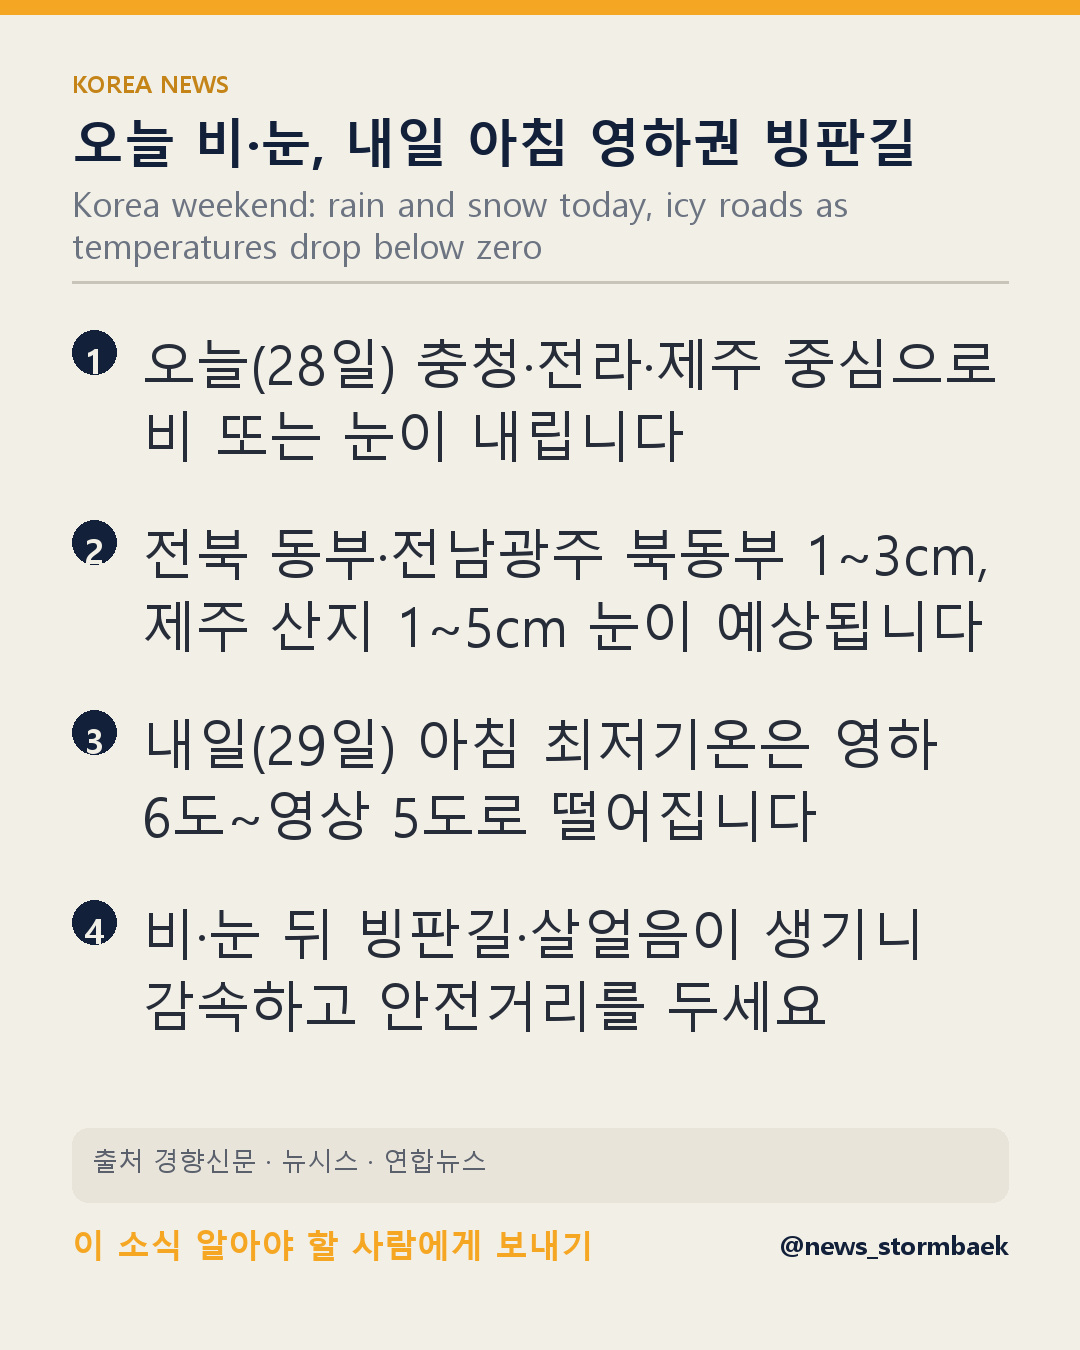 KOREA NEWS
오늘 비·눈, 내일 아침 영하권 빙판길
Korea weekend: rain and snow today, icy roads as
temperatures drop below zero
1 오늘(28일) 충청·전라·제주 중심으로
비 또는 눈이 내립니다
2 전북 동부·전남광주 북동부 1~3cm,
제주 산지 1~5cm 눈이 예상됩니다
3 내일(29일) 아침 최저기온은 영하
6도~영상 5도로 떨어집니다
4 비·눈 뒤 빙판길·살얼음이 생기니
감속하고 안전거리를 두세요
출처 경향신문 · 뉴시스 · 연합뉴스
이 소식 알아야 할 사람에게 보내기
@news_stormbaek